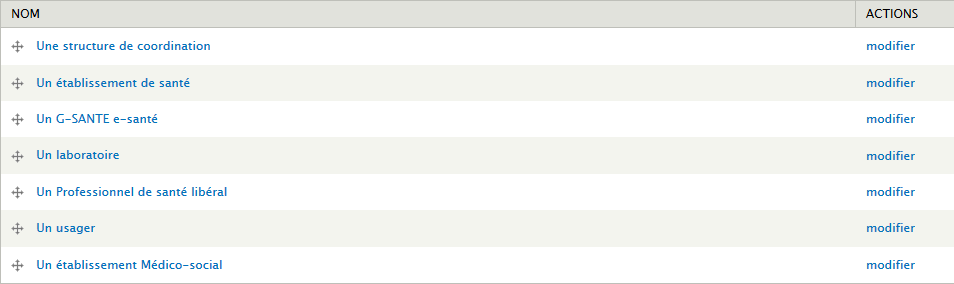 NOM ACTIONS
Une structure de coordination modifier
Un établissement de santé modifier
Un G-SANTE e-santé modifier
Un laboratoire modifier
Un Professionnel de santé libéral modifier
Un usager modifier
Un établissement Médico-social modifier